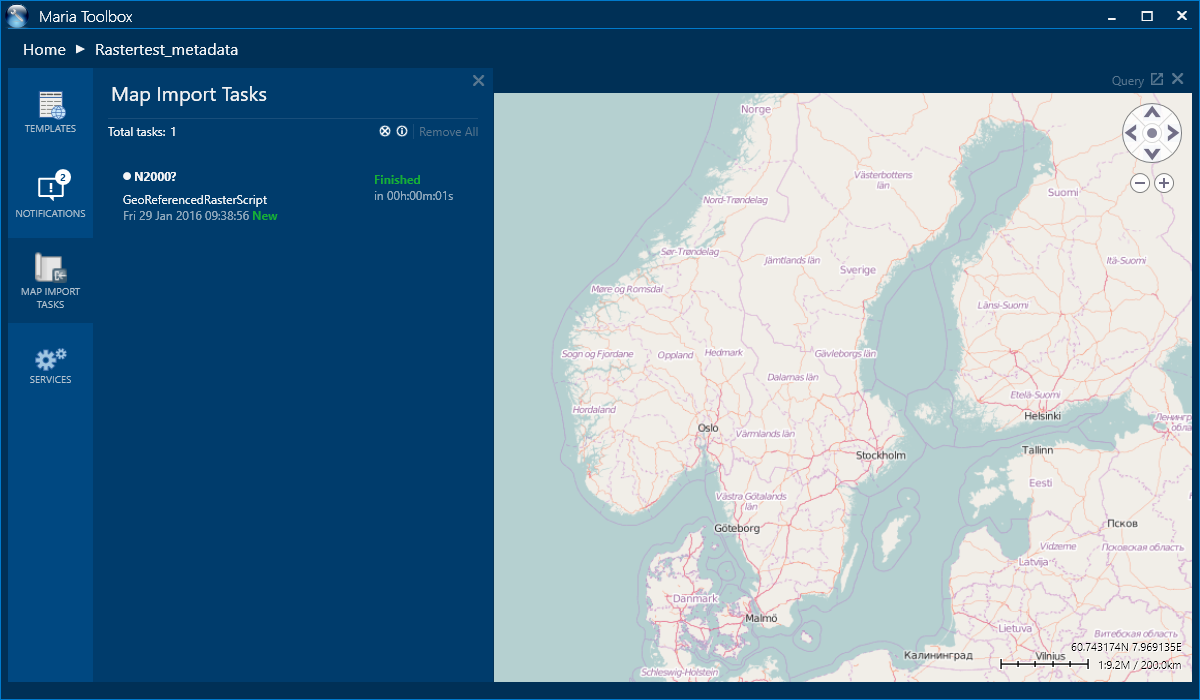 Maria Toolbox
Home ▶ Rastertest_metadata
TEMPLATES
2
NOTIFICATIONS
MAP IMPORT
TASKS
SERVICES
Map Import Tasks
Total tasks: 1
Remove All
N2000?
GeoReferencedRasterScript
Fri 29 Jan 2016 09:38:56 New
Finished
in 00h:00m:01s
Query
Norge
Västerbottens
län
Suomi
Nord-Trøndelag
Sør-Trøndelag
Jämtlands län
Sverige
Itä-Suomi
Møre og Romsdal
Länsi-Suomi
Sogn og Fjordane
Oppland
Hedmark
Gävleborgs län
Dalarnas län
Etelä-Suomi
Hordaland
Helsinki
Ленингр
обла
Oslo
Värmlands län
Stockholm
Tallinn
Eesti
Västra Götalands
län
Göteborg
Псков
Vidzeme
Псковская область
Latvija
Danmark
Malmö
Lietuva
Витебская область
60.743174N 7.969135E
Калининград
Vilnius
1:9.2M / 200.0km
Schleswig-Holstein